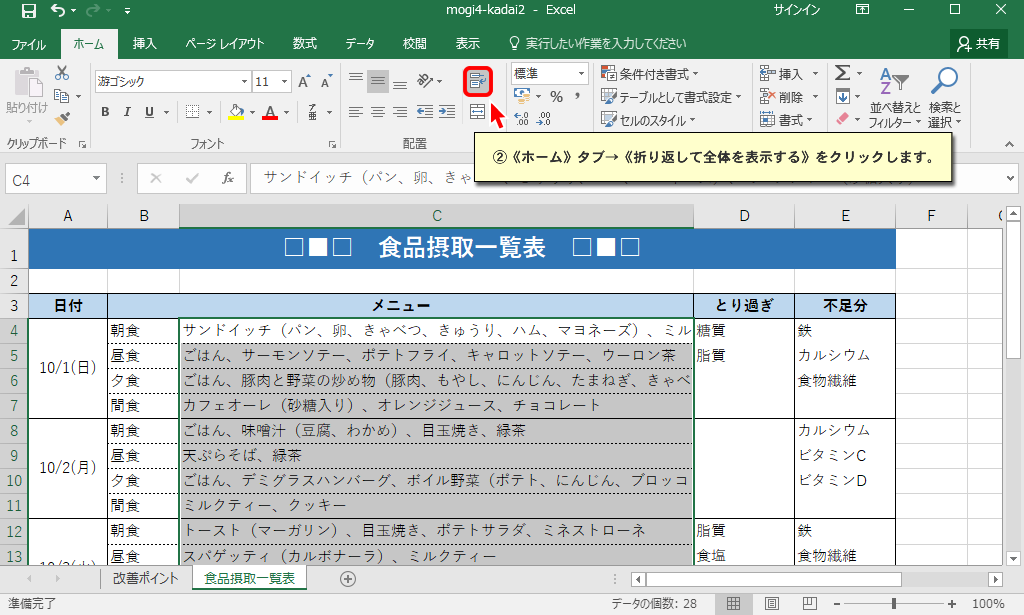 mogi4-kadai2 - Excel
サインイン
ファイル ホーム 挿入 ページ レイアウト 数式 データ 校閲 表示 実行したい作業を入力してください 共有
貼り付け
クリップボード
游ゴシック 11
B I U
フォント
配置
標準
条件付き書式
テーブルとして書式設定
セルのスタイル
挿入
削除
書式
並べ替えと
フィルター
検索と
選択
②《ホーム》タブ→《折り返して全体を表示する》をクリックします。
C4 fx サンドイッチ（パン、卵、きゃ
A B C D E F
1 □■□ 食品摂取一覧表 □■□
2
3 日付 メニュー とり過ぎ 不足分
4 朝食 サンドイッチ（パン、卵、きゃべつ、きゅうり、ハム、マヨネーズ）、ミル 糖質 鉄
5 昼食 ごはん、サーモンソテー、ポテトフライ、キャロットソテー、ウーロン茶 脂質 カルシウム
10/1(日)
6 夕食 ごはん、豚肉と野菜の炒め物（豚肉、もやし、にんじん、たまねぎ、きゃべ 食物繊維
7 間食 カフェオーレ（砂糖入り）、オレンジジュース、チョコレート
8 朝食 ごはん、味噌汁（豆腐、わかめ）、目玉焼き、緑茶 カルシウム
9 昼食 天ぷらそば、緑茶 ビタミンC
10/2(月)
10 夕食 ごはん、デミグラスハンバーグ、ボイル野菜（ポテト、にんじん、ブロッコ ビタミンD
11 間食 ミルクティー、クッキー
12 朝食 トースト（マーガリン）、目玉焼き、ポテトサラダ、ミネストローネ 脂質 鉄
13 昼食 スパゲッティ（カルボナーラ）、ミルクティー 食塩 食物繊維
改善ポイント 食品摂取一覧表
準備完了 データの個数: 28 100%